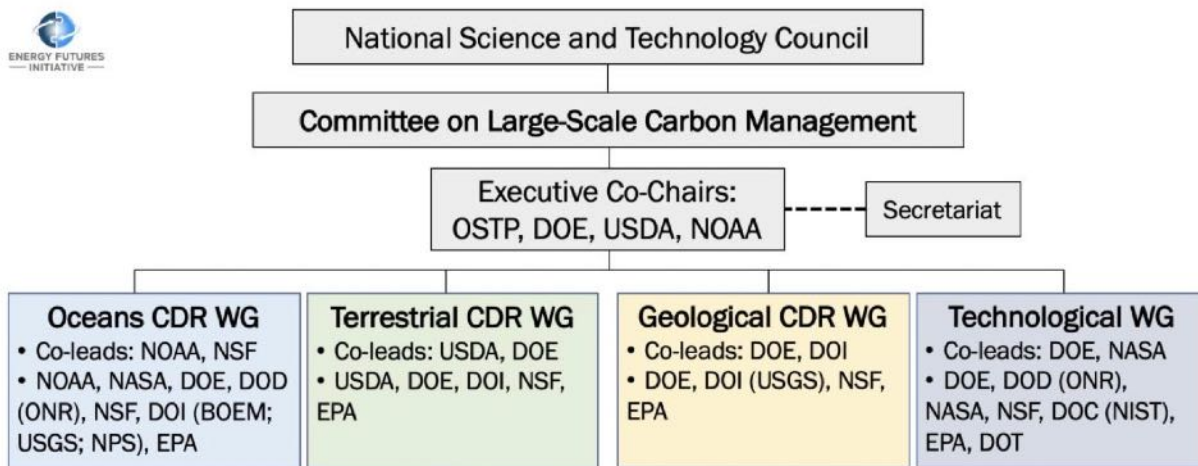 ENERGY FUTURES
INITIATIVE
National Science and Technology Council
Committee on Large-Scale Carbon Management
Executive Co-Chairs:
OSTP, DOE, USDA, NOAA
Secretariat
Oceans CDR WG
• Co-leads: NOAA, NSF
• NOAA, NASA, DOE, DOD
(ONR), NSF, DOI (BOEM;
USGS; NPS), EPA
Terrestrial CDR WG
• Co-leads: USDA, DOE
• USDA, DOE, DOI, NSF,
EPA
Geological CDR WG
• Co-leads: DOE, DOI
• DOE, DOI (USGS), NSF,
EPA
Technological WG
• Co-leads: DOE, NASA
• DOE, DOD (ONR),
NASA, NSF, DOC (NIST),
EPA, DOT